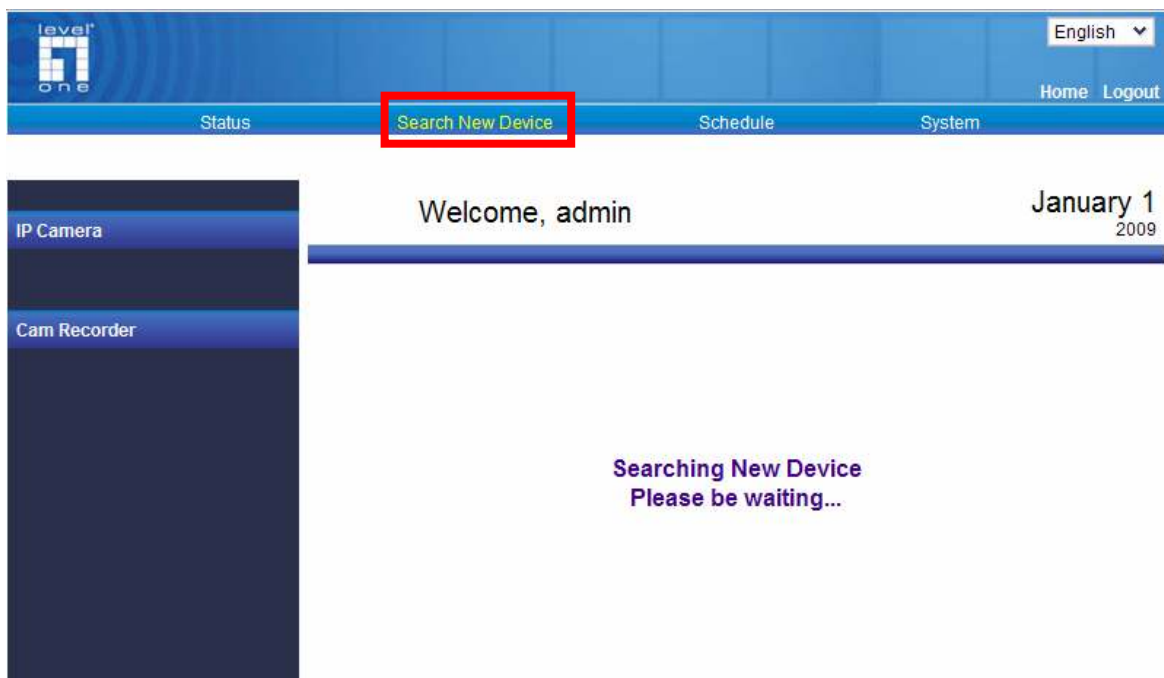 level
one
English
Home Logout
Status Search New Device Schedule System
Welcome, admin
January 1
2009
IP Camera
Cam Recorder
Searching New Device
Please be waiting...